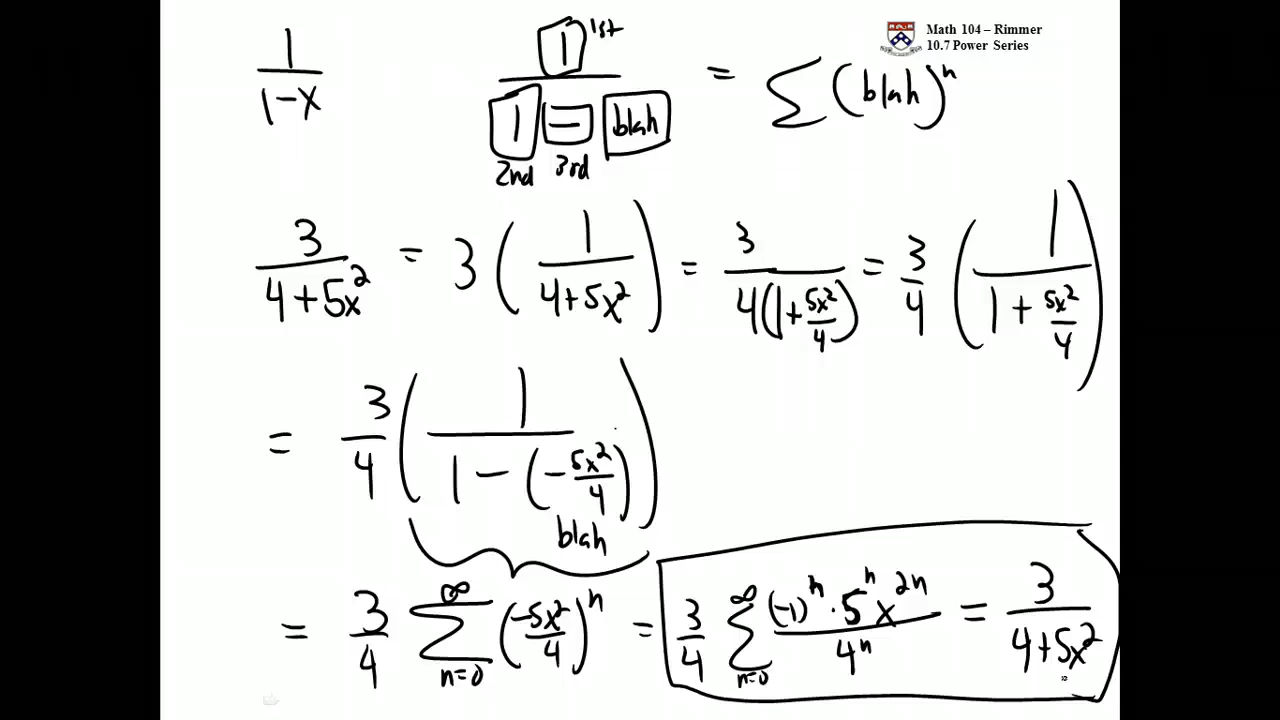 Math 104 – Rimmer
10.7 Power Series
1/(1-x)   1 1st / (1 2nd − 3rd blah) = Σ (blah)^n
3/(4+5x^2) = 3 (1/(4+5x^2)) = 3/(4(1+5x^2/4)) = 3/4 (1/(1+5x^2/4))
= 3/4 (1/(1-(-5x^2/4)))
blah
= 3/4 ∞Σn=0 (-5x^2/4)^n = 3/4 ∞Σn=0 (-1)^n · 5^n x^2n / 4^n = 3/(4+5x^2)